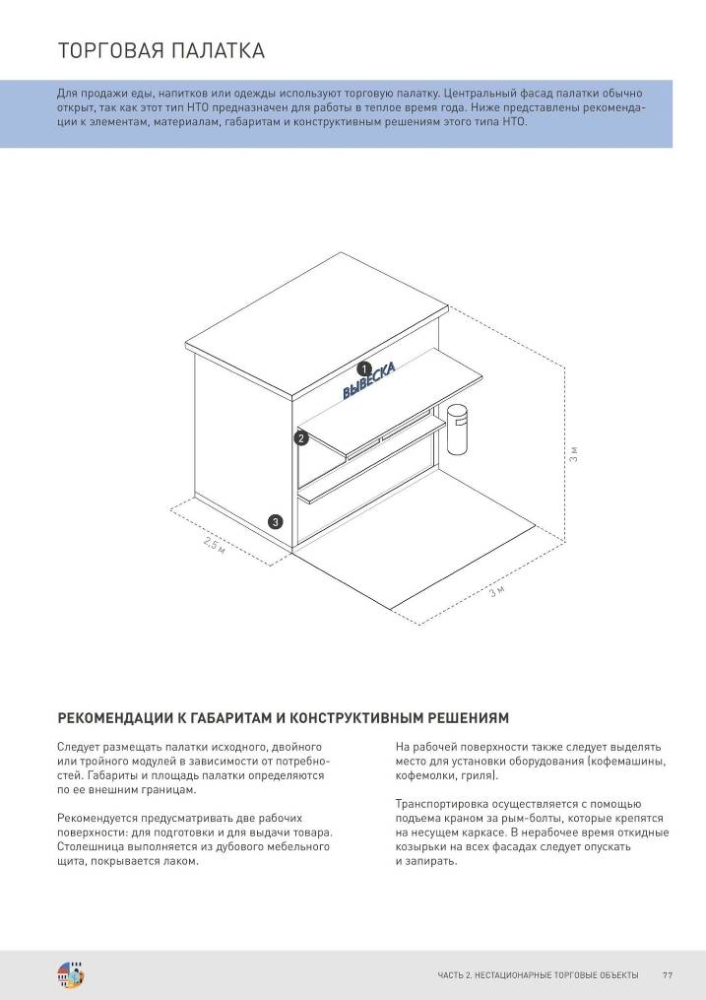 ТОРГОВАЯ ПАЛАТКА
Для продажи еды, напитков или одежды используют торговую палатку. Центральный фасад палатки обычно
открыт, так как этот тип НТО предназначен для работы в теплое время года. Ниже представлены рекоменда-
ции к элементам, материалам, габаритам и конструктивным решениям этого типа НТО.
1
ВЫВЕСКА
2
3 м
3
2,5 м
3 м
РЕКОМЕНДАЦИИ К ГАБАРИТАМ И КОНСТРУКТИВНЫМ РЕШЕНИЯМ
Следует размещать палатки исходного, двойного
или тройного модулей в зависимости от потребно-
стей. Габариты и площадь палатки определяются
по ее внешним границам.
Рекомендуется предусматривать две рабочих
поверхности: для подготовки и для выдачи товара.
Столешница выполняется из дубового мебельного
щита, покрывается лаком.
На рабочей поверхности также следует выделять
место для установки оборудования (кофемашины,
кофемолки, гриля).
Транспортировка осуществляется с помощью
подъема краном за рым-болты, которые крепятся
на несущем каркасе. В нерабочее время откидные
козырьки на всех фасадах следует опускать
и запирать.
ЧАСТЬ 2. НЕСТАЦИОНАРНЫЕ ТОРГОВЫЕ ОБЪЕКТЫ 77